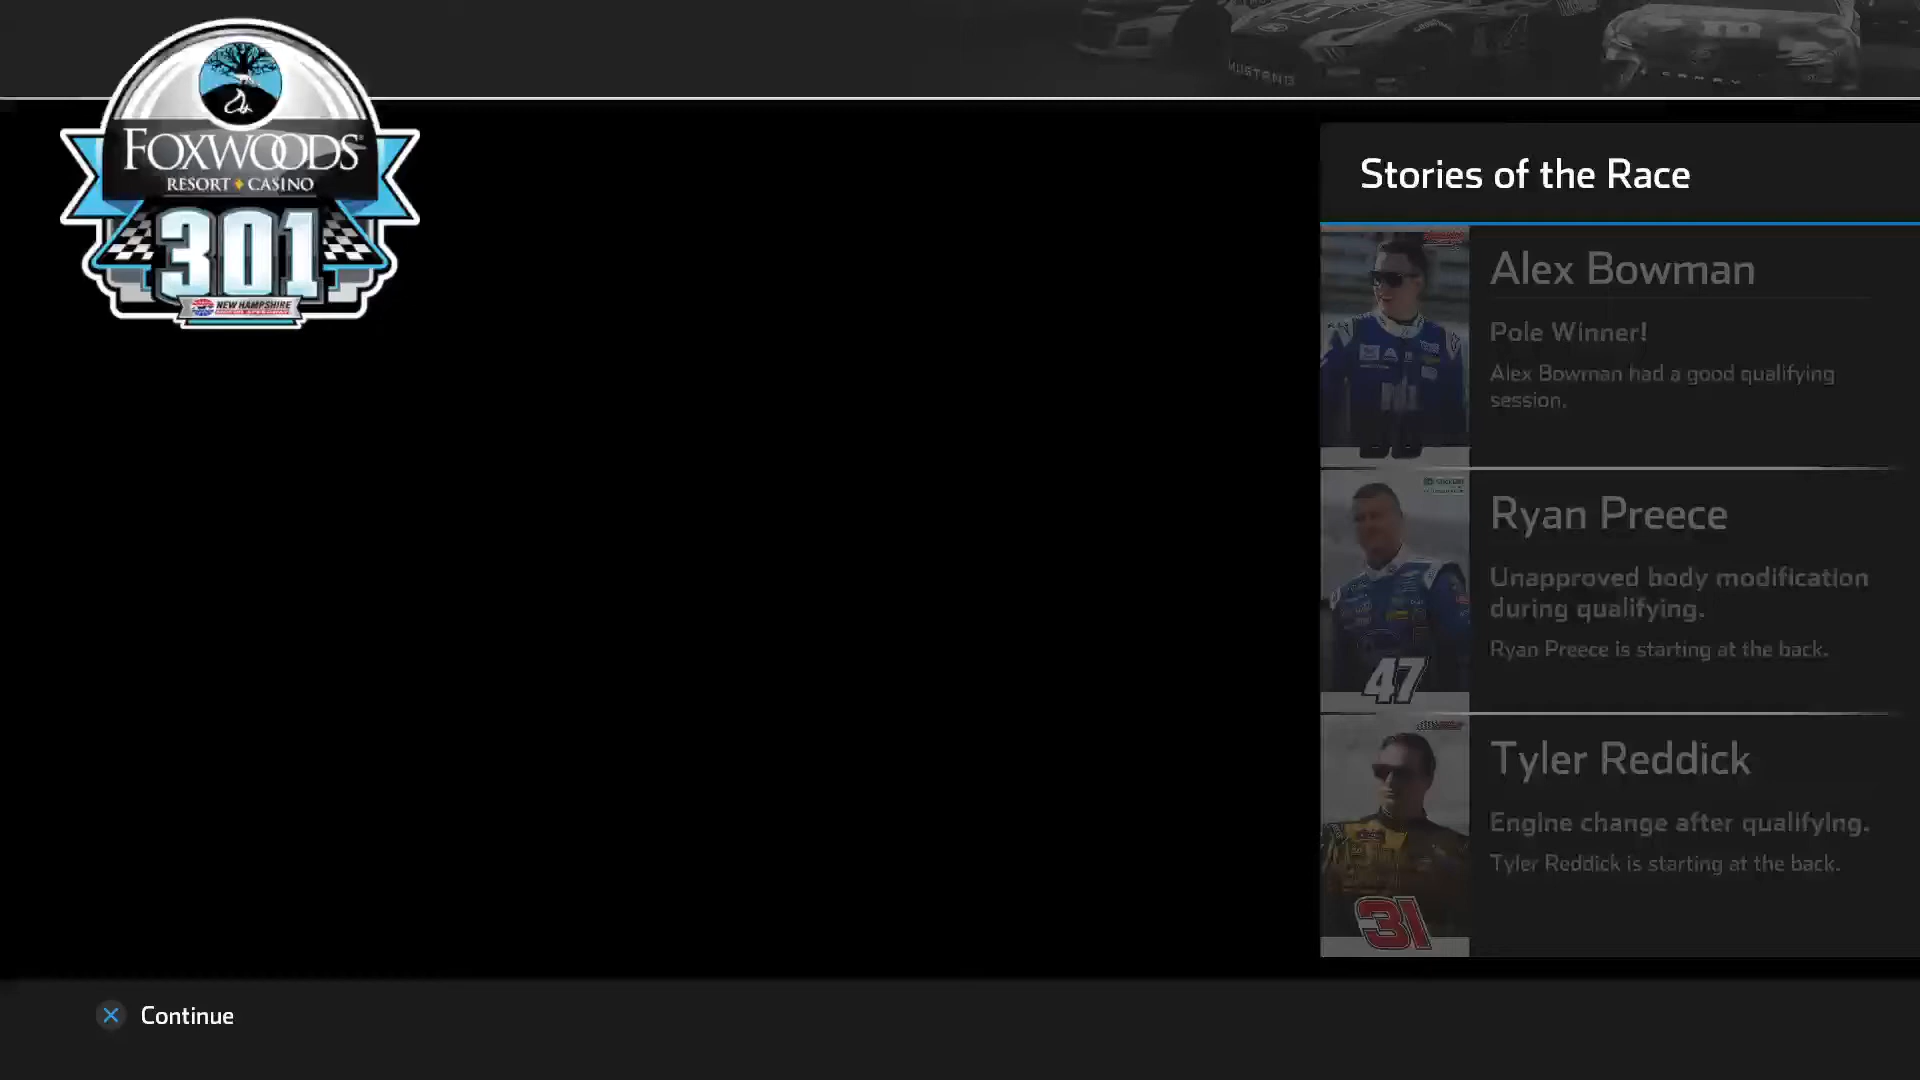 MUSTANG
CAMRY
FOXWOODS
RESORT CASINO
301
NEW HAMPSHIRE
Stories of the Race
Alex Bowman
Pole Winner!
Alex Bowman had a good qualifying
session.
Ryan Preece
Unapproved body modification
during qualifying.
Ryan Preece is starting at the back.
47
Tyler Reddick
Engine change after qualifying.
Tyler Reddick is starting at the back.
31
Continue